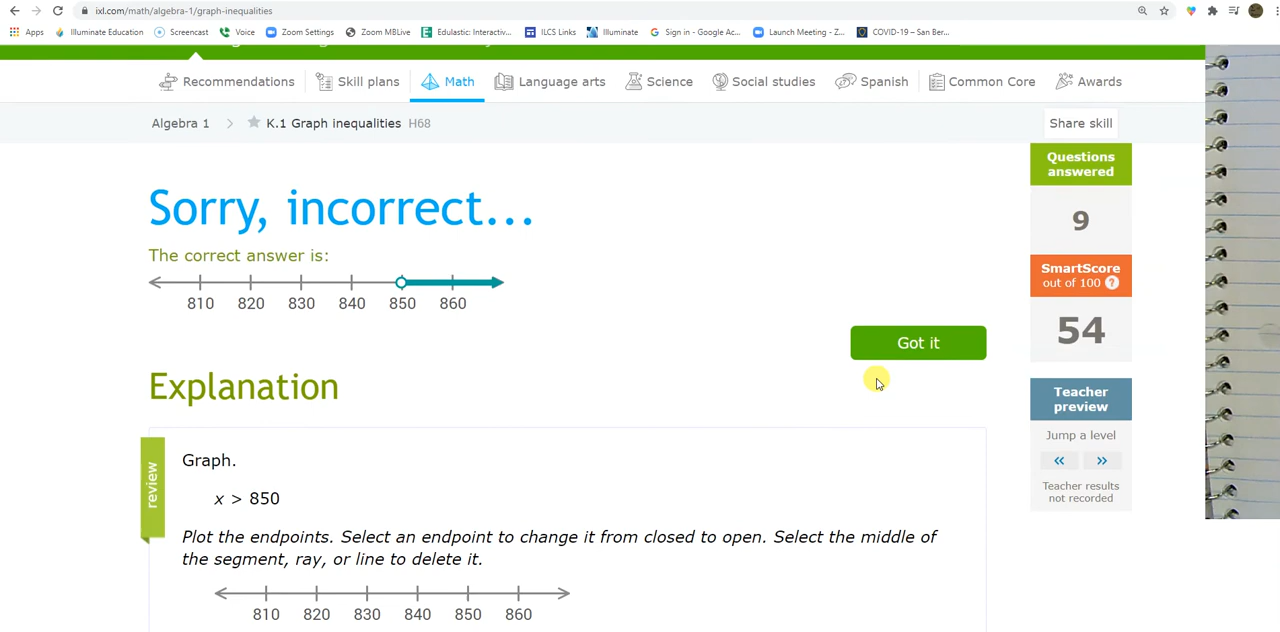 ixl.com/math/algebra-1/graph-inequalities
Apps Illuminate Education Screencast Voice Zoom Settings Zoom MBLive Edulastic: Interactiv... ILCS Links Illuminate Sign in - Google Ac... Launch Meeting - Z... COVID-19 – San Ber...
Recommendations Skill plans Math Language arts Science Social studies Spanish Common Core Awards
Algebra 1 > K.1 Graph inequalities H68
Share skill
Sorry, incorrect...
The correct answer is:
810 820 830 840 850 860
Got it
Explanation
review
Graph.
x > 850
Plot the endpoints. Select an endpoint to change it from closed to open. Select the middle of
the segment, ray, or line to delete it.
810 820 830 840 850 860
Questions
answered
9
SmartScore
out of 100 ?
54
Teacher
preview
Jump a level
Teacher results
not recorded